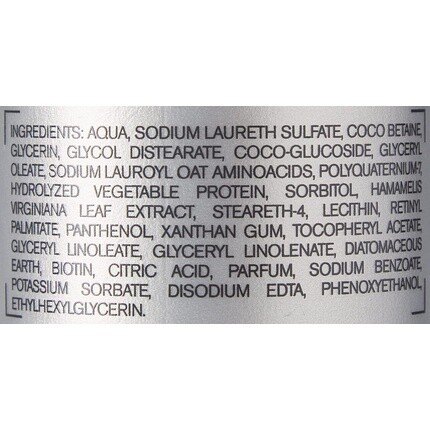 INGREDIENTS: AQUA, SODIUM LAURETH SULFATE, COCO BETAINE,
GLYCERIN, GLYCOL DISTEARATE, COCO-GLUCOSIDE, GLYCERYL
OLEATE, SODIUM LAUROYL OAT AMINOACIDS, POLYQUATERNIUM-7,
HYDROLYZED VEGETABLE PROTEIN, SORBITOL, HAMAMELIS
VIRGINIANA LEAF EXTRACT, STEARETH-4, LECITHIN, RETINYL
PALMITATE, PANTHENOL, XANTHAN GUM, TOCOPHERYL ACETATE,
GLYCERYL LINOLEATE, GLYCERYL LINOLENATE, DIATOMACEOUS
EARTH, BIOTIN, CITRIC ACID, PARFUM, SODIUM BENZOATE,
POTASSIUM SORBATE, DISODIUM EDTA, PHENOXYETHANOL,
ETHYLHEXYLGLYCERIN.